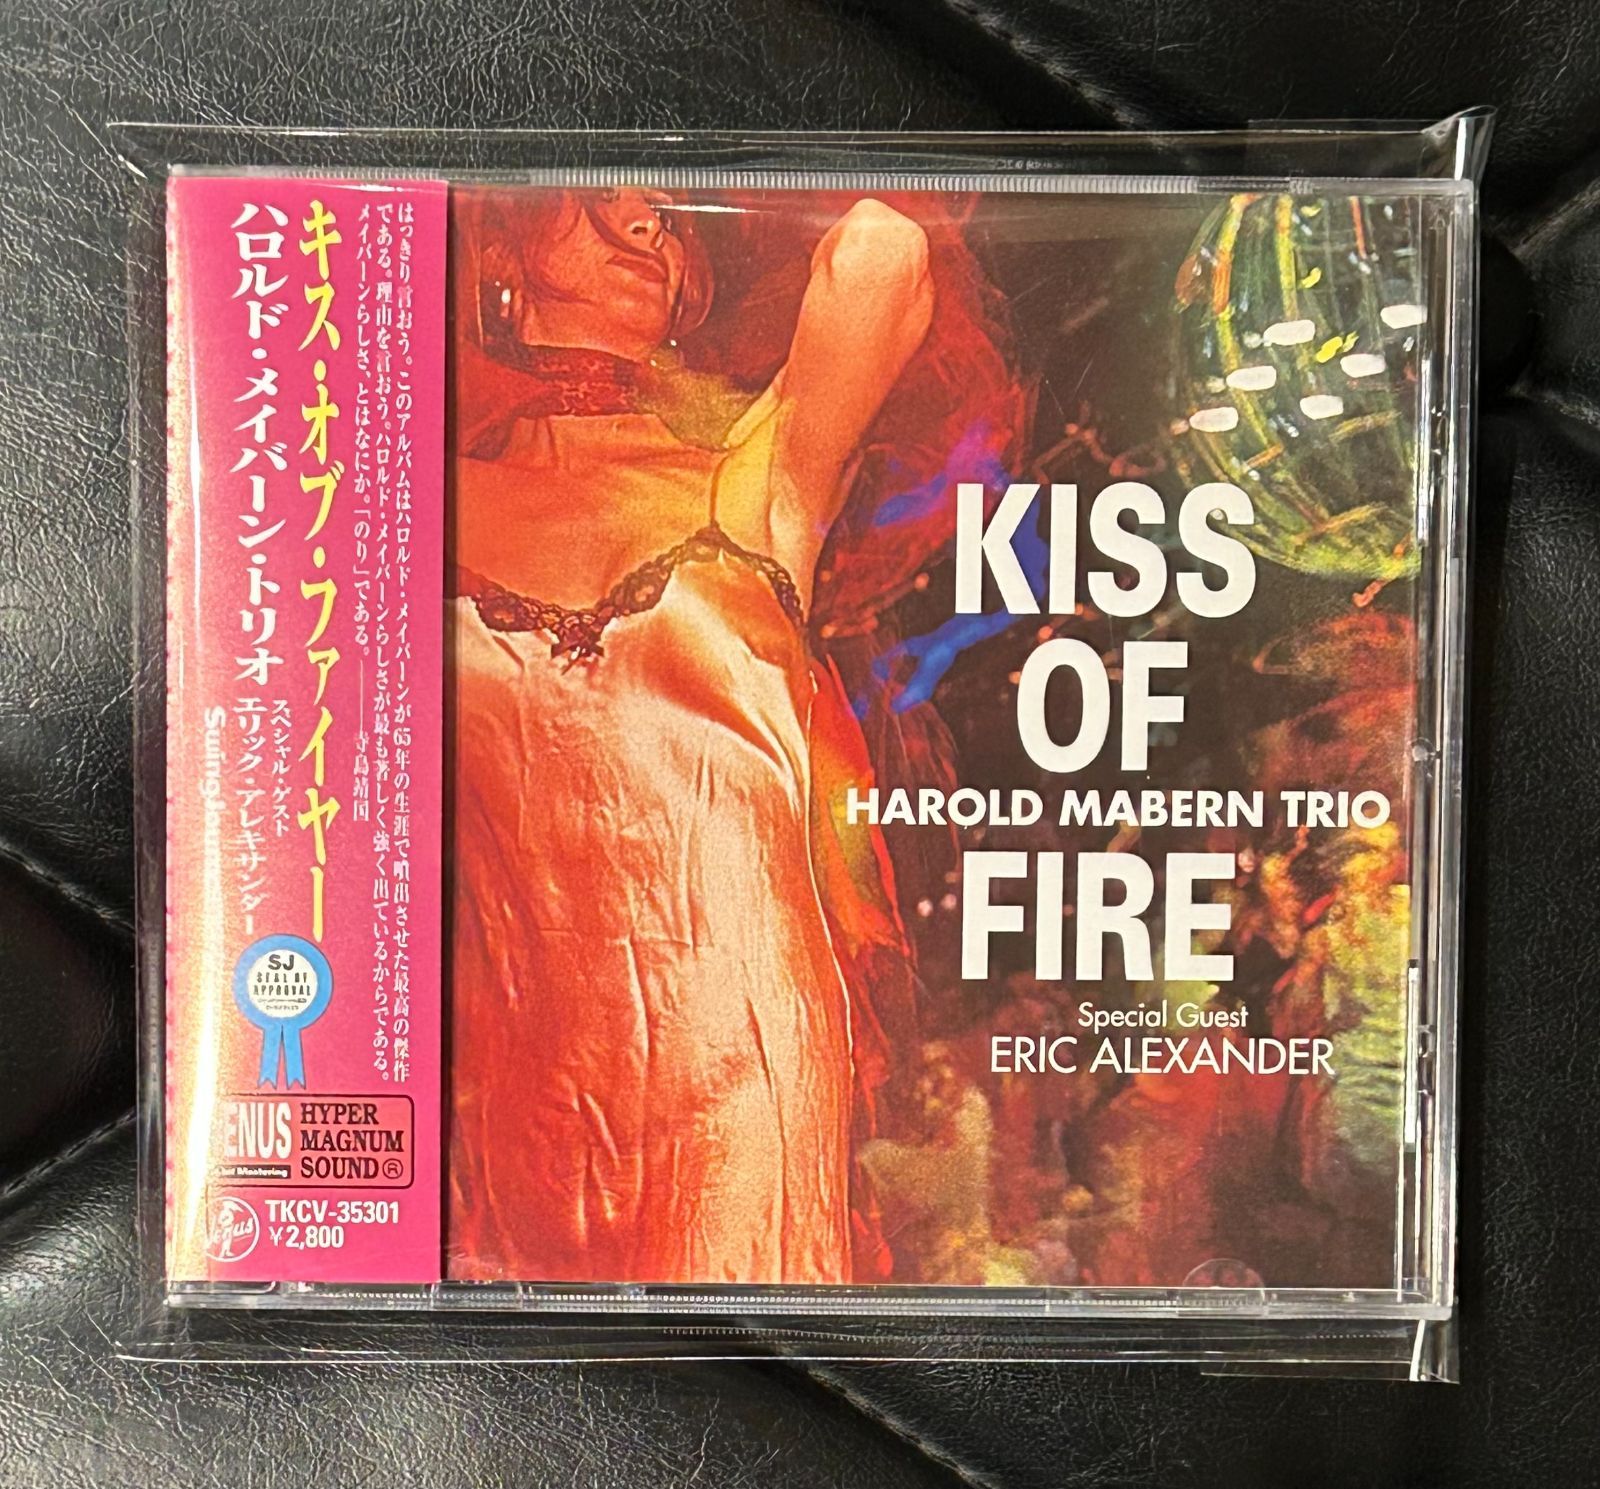 はっきり言おう。このアルバムはハロルド・メイバーンが65年の生涯で噴出させた最高の傑作
である。理由を言おう。ハロルド・メイバーンらしさが最も著しく強く出ているからである。
メイバーンらしさ、とはなにか。「のり」である。——寺島靖国
キス・オブ・ファイヤー
ハロルド・メイバーン・トリオ
スペシャル・ゲスト
エリック・アレキサンダー
SJ
SEAL OF
APPROVAL
HYPER
MAGNUM
SOUND®
Venus
TKCV-35301
¥2,800
KISS
OF
HAROLD MABERN TRIO
FIRE
Special Guest
ERIC ALEXANDER